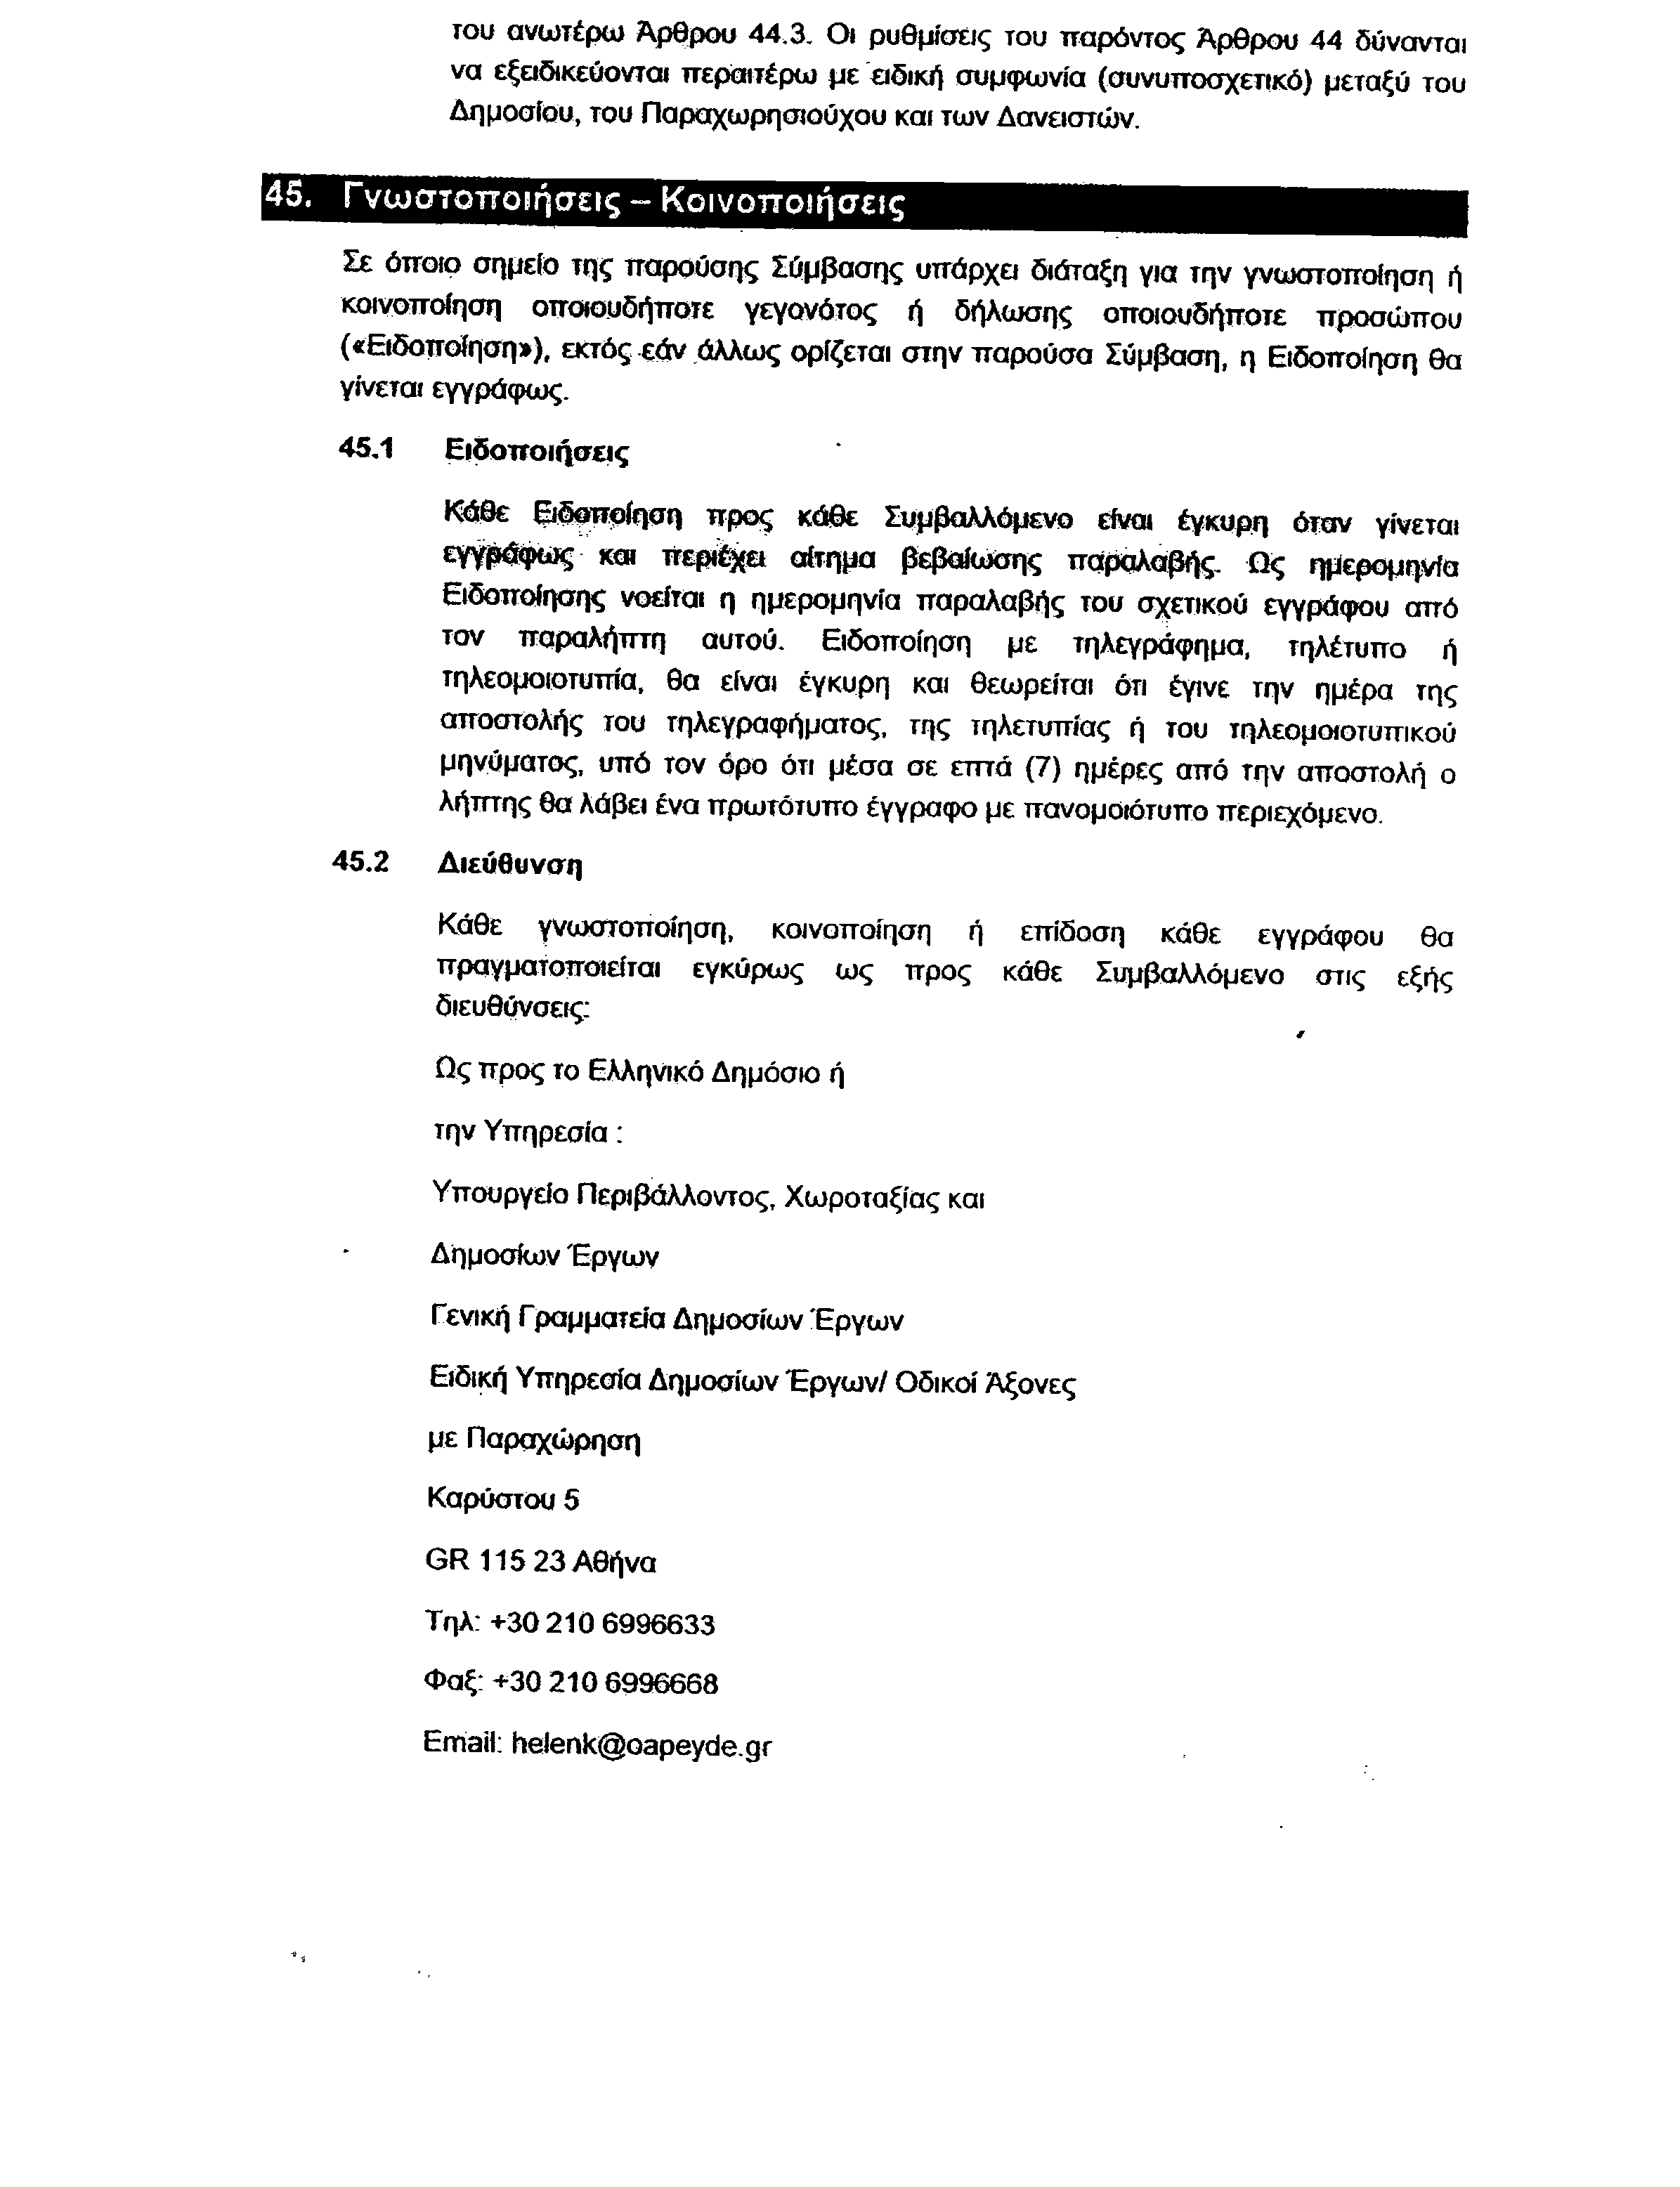 του ανωτέρω Άρθρου 44.3. Οι ρυθμίσεις του παρόντος Άρθρου 44 δύνανται
να εξειδικεύονται περαιτέρω με ειδική συμφωνία (συνυποσχετικό) μεταξύ του
Δημοσίου, του Παραχωρησιούχου και των Δανειστών.
45. Γνωστοποιήσεις – Κοινοποιήσεις
Σε όποιο σημείο της παρούσης Σύμβασης υπάρχει διάταξη για την γνωστοποίηση ή
κοινοποίηση οποιουδήποτε γεγονότος ή δήλωσης οποιουδήποτε προσώπου
(«Ειδοποίηση»), εκτός εάν άλλως ορίζεται στην παρούσα Σύμβαση, η Ειδοποίηση θα
γίνεται εγγράφως.
45.1 Ειδοποιήσεις
Κάθε Ειδοποίηση προς κάθε Συμβαλλόμενο είναι έγκυρη όταν γίνεται
εγγράφως και περιέχει αίτημα βεβαίωσης παραλαβής. Ως ημερομηνία
Ειδοποίησης νοείται η ημερομηνία παραλαβής του σχετικού εγγράφου από
τον παραλήπτη αυτού. Ειδοποίηση με τηλεγράφημα, τηλέτυπο ή
τηλεομοιοτυπία, θα είναι έγκυρη και θεωρείται ότι έγινε την ημέρα της
αποστολής του τηλεγραφήματος, της τηλετυπίας ή του τηλεομοιοτυπικού
μηνύματος, υπό τον όρο ότι μέσα σε επτά (7) ημέρες από την αποστολή ο
λήπτης θα λάβει ένα πρωτότυπο έγγραφο με πανομοιότυπο περιεχόμενο.
45.2 Διεύθυνση
Κάθε γνωστοποίηση, κοινοποίηση ή επίδοση κάθε εγγράφου θα
πραγματοποιείται εγκύρως ως προς κάθε Συμβαλλόμενο στις εξής
διευθύνσεις:
Ως προς το Ελληνικό Δημόσιο ή
την Υπηρεσία :
Υπουργείο Περιβάλλοντος, Χωροταξίας και
Δημοσίων Έργων
Γενική Γραμματεία Δημοσίων Έργων
Ειδική Υπηρεσία Δημοσίων Έργων/ Οδικοί Άξονες
με Παραχώρηση
Καρύστου 5
GR 115 23 Αθήνα
Τηλ: +30 210 6996633
Φαξ: +30 210 6996668
Email: helenk@oapeyde.gr